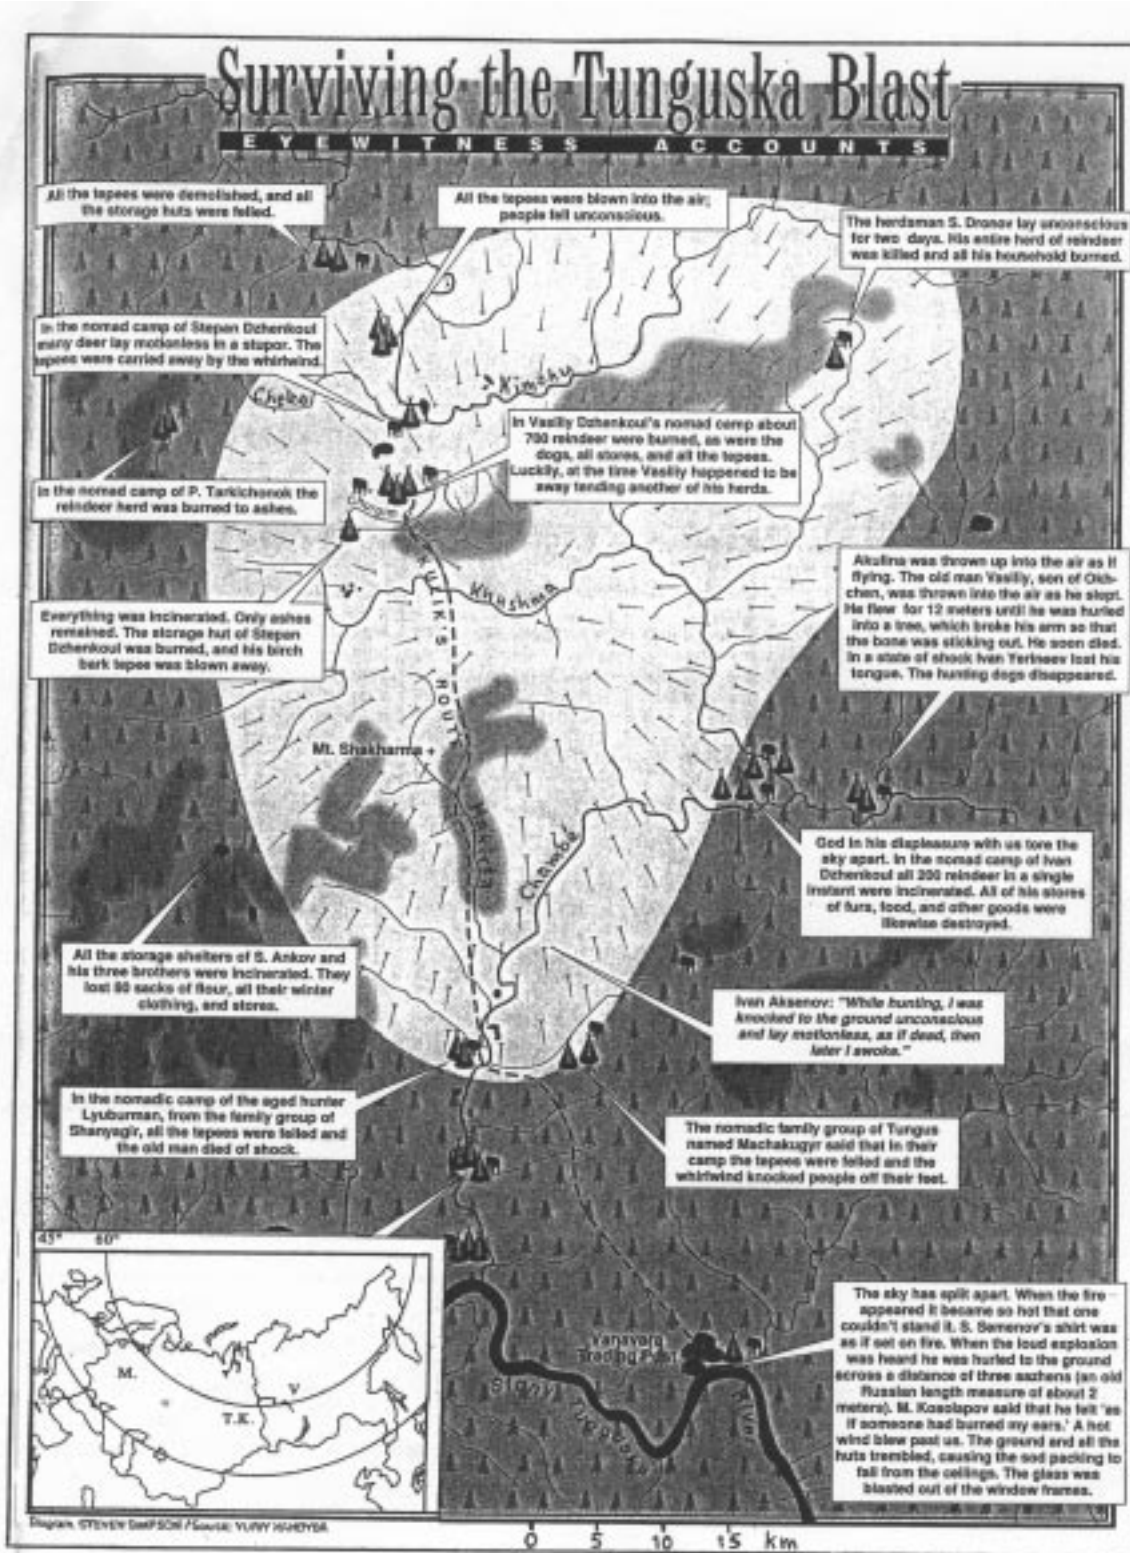 Surviving the Tunguska Blast
EYEWITNESS ACCOUNTS
All the tepees were demolished, and all
the storage huts were felled.
All the tepees were blown into the air;
people fell unconscious.
The herdsman S. Dronov lay unconscious
for two days. His entire herd of reindeer
was killed and all his household burned.
In the nomad camp of Stepan Dzhenkoul
many deer lay motionless in a stupor. The
tepees were carried away by the whirlwind.
Kimchu
In Vasiliy Dzhenkoul's nomad camp about
700 reindeer were burned, as were the
dogs, all stores, and all the tepees.
Luckily, at the time Vasiliy happened to be
away tending another of his herds.
In the nomad camp of P. Tarkichonok the
reindeer herd was burned to ashes.
Akulina was thrown up into the air as if
flying. The old man Vasiliy, son of Okh-
chen, was thrown into the air as he slept.
He flew for 12 meters until he was hurled
into a tree, which broke his arm so that
the bone was sticking out. He soon died.
In a state of shock Ivan Yerineev lost his
tongue. The hunting dogs disappeared.
Everything was incinerated. Only ashes
remained. The storage hut of Stepan
Dzhenkoul was burned, and his birch
bark tepee was blown away.
Khushma
KULIK'S ROUTE
Mt. Shakharma +
Makirta
Chambe
God in his displeasure with us tore the
sky apart. In the nomad camp of Ivan
Dzhenkoul all 200 reindeer in a single
instant were incinerated. All of his stores
of furs, food, and other goods were
likewise destroyed.
All the storage shelters of S. Ankov and
his three brothers were incinerated. They
lost 80 sacks of flour, all their winter
clothing, and stores.
Ivan Aksenov: "While hunting, I was
knocked to the ground unconscious
and lay motionless, as if dead, then
later I awoke."
In the nomadic camp of the aged hunter
Lyuburman, from the family group of
Shanyagir, all the tepees were felled and
the old man died of shock.
The nomadic family group of Tungus
named Machakugyr said that in their
camp the tepees were felled and the
whirlwind knocked people off their feet.
45° 60°
M.
V
T.K.
Vanavara
Trading Post
River
The sky has split apart. When the fire
appeared it became so hot that one
couldn't stand it. S. Semenov's shirt was
as if set on fire. When the loud explosion
was heard he was hurled to the ground
across a distance of three sazhens (an old
Russian length measure of about 2
meters). M. Kosolapov said that he felt 'as
if someone had burned my ears.' A hot
wind blew past us. The ground and all the
huts trembled, causing the sod packing to
fall from the ceilings. The glass was
blasted out of the window frames.
Diagram: STEVEN SIMPSON / Source:
0 5 10 15 km